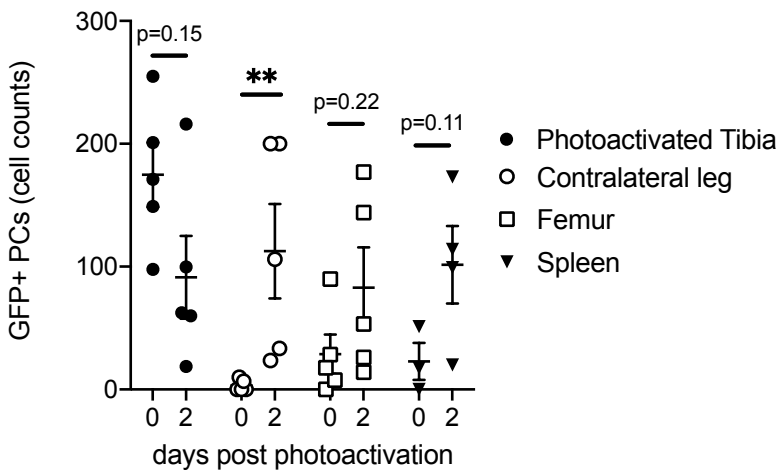 300
p=0.15
**
p=0.22
p=0.11
200
100
0
GFP+ PCs (cell counts)
Photoactivated Tibia
Contralateral leg
Femur
Spleen
0 2 0 2 0 2 0 2
days post photoactivation